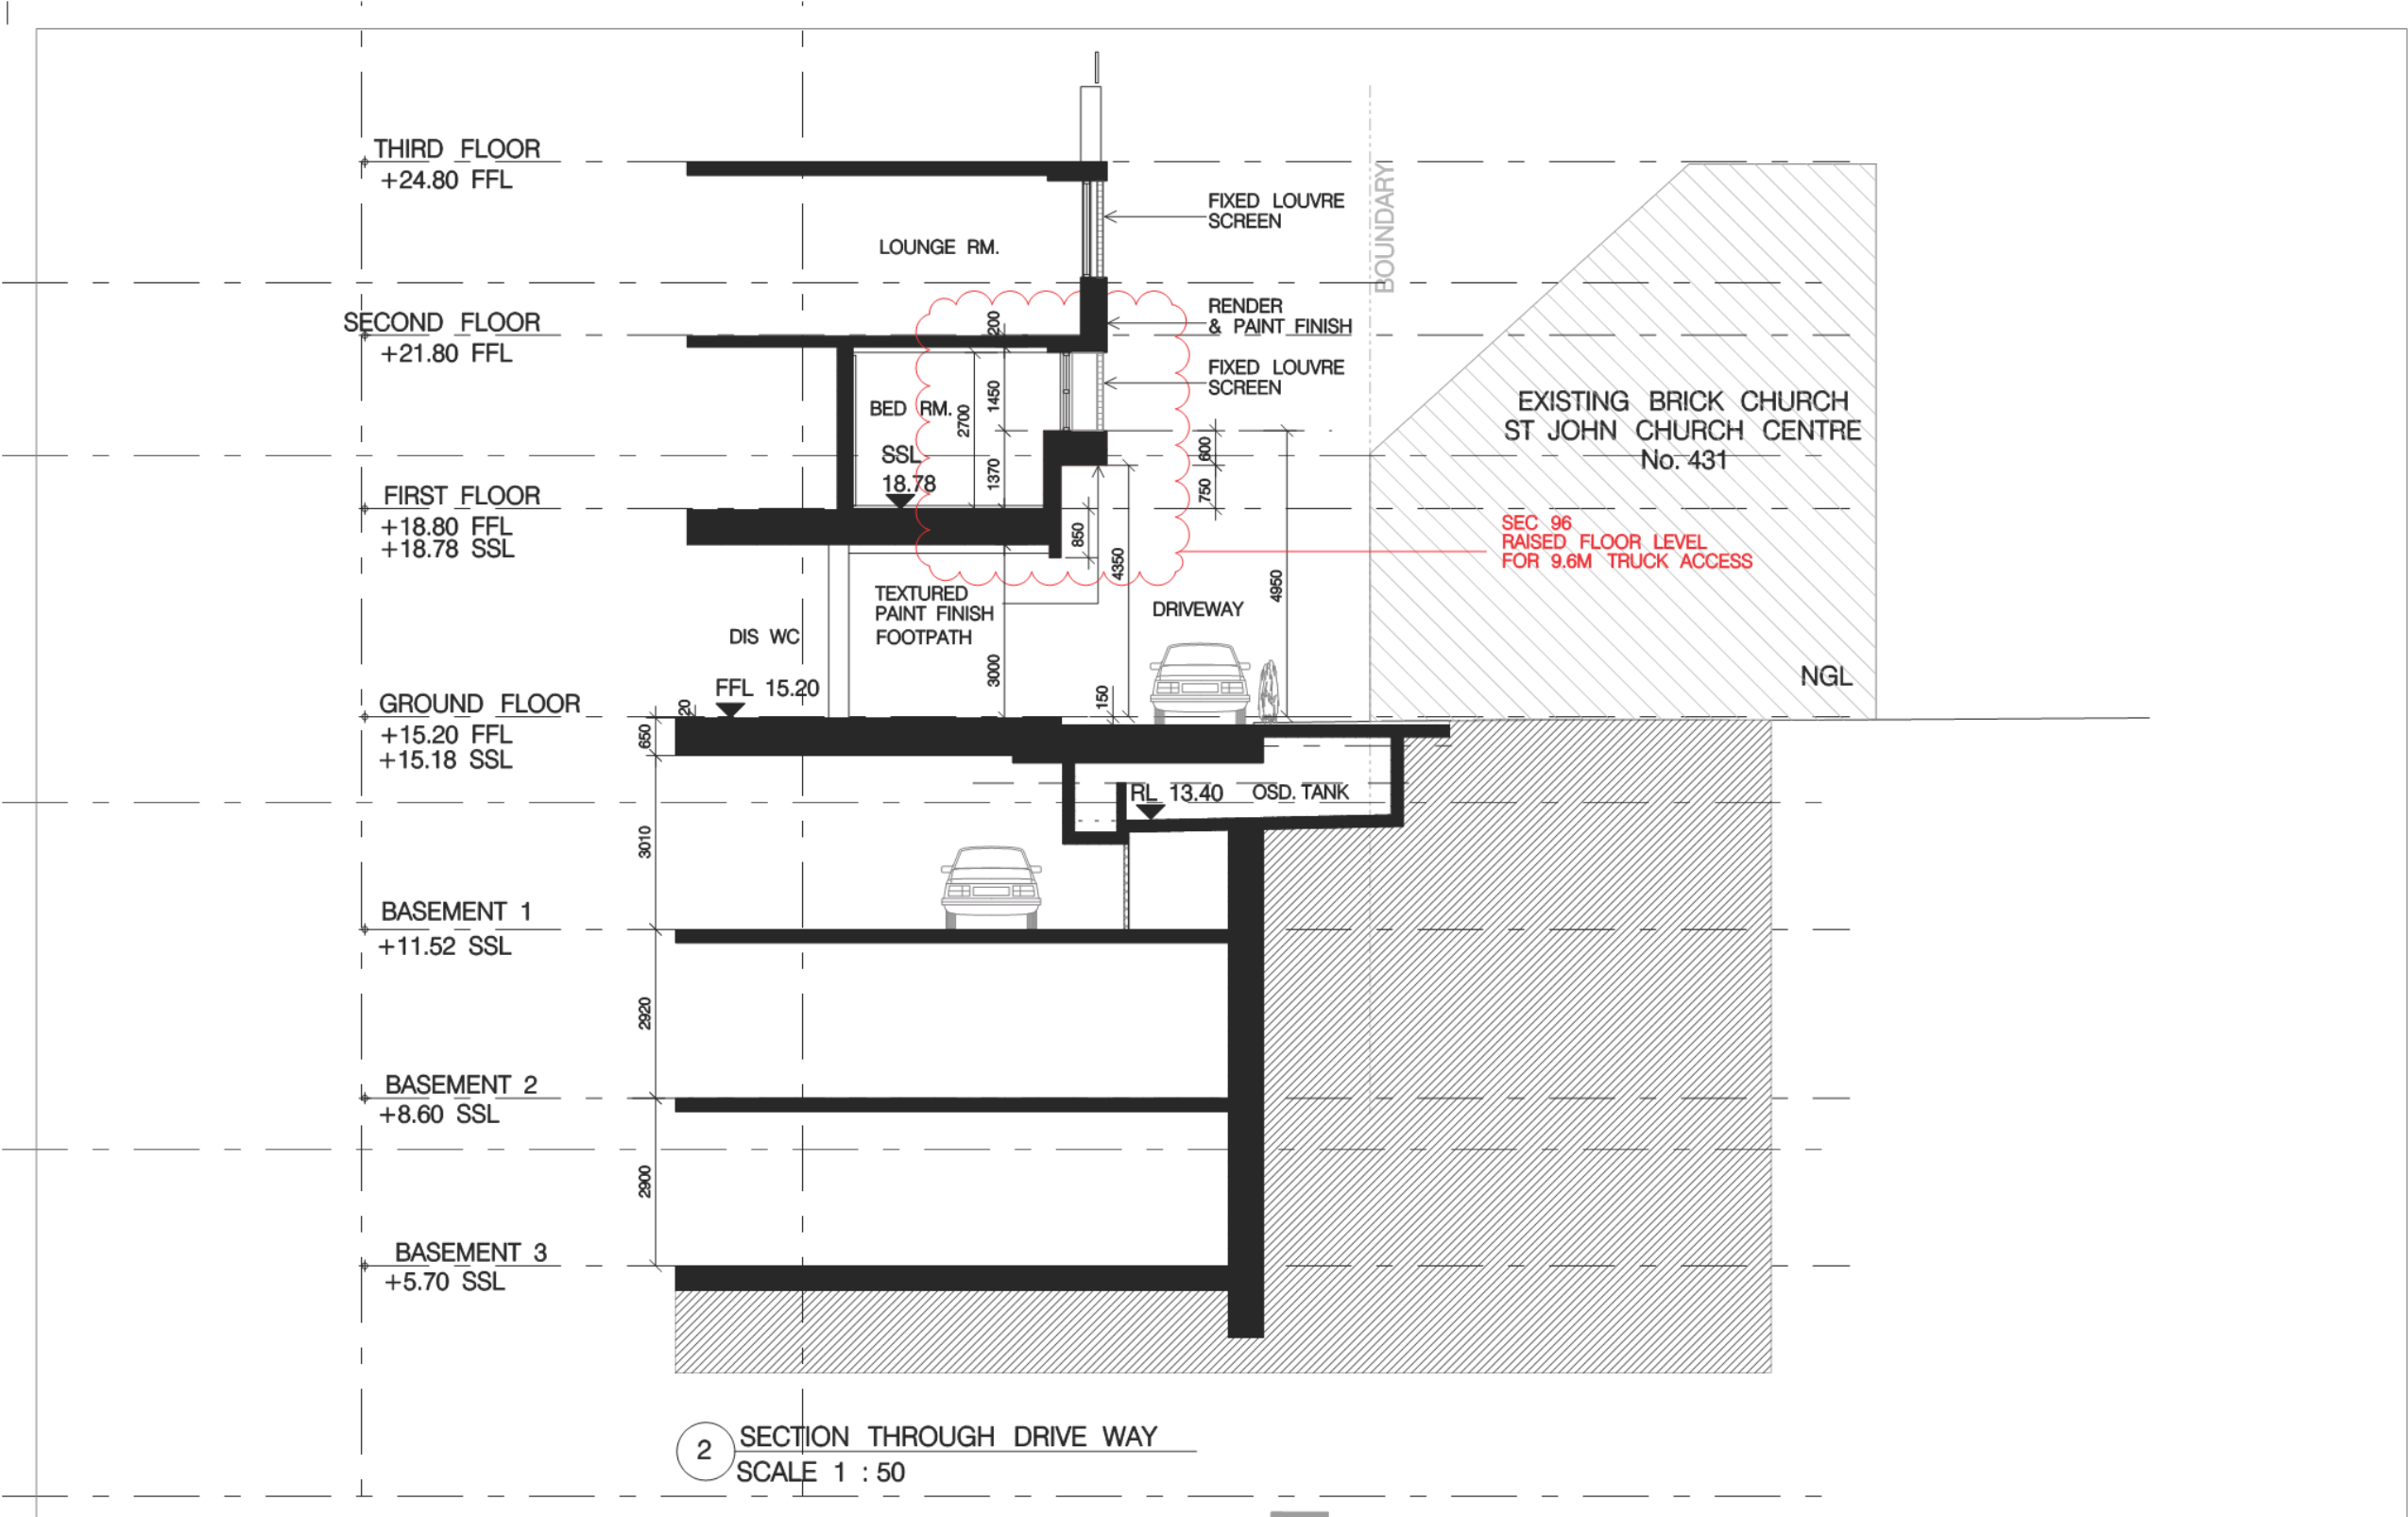 THIRD FLOOR
+24.80 FFL
FIXED LOUVRE
SCREEN
BOUNDARY
LOUNGE RM.
RENDER
& PAINT FINISH
SECOND FLOOR
+21.80 FFL
200
FIXED LOUVRE
SCREEN
BED RM.
2700
1450
EXISTING BRICK CHURCH
ST JOHN CHURCH CENTRE
No. 431
SSL
18.78
1370
600
750
FIRST FLOOR
+18.80 FFL
+18.78 SSL
850
4350
4950
SEC 96
RAISED FLOOR LEVEL
FOR 9.6M TRUCK ACCESS
TEXTURED
PAINT FINISH
FOOTPATH
DRIVEWAY
DIS WC
3000
150
NGL
FFL 15.20
GROUND FLOOR
+15.20 FFL
+15.18 SSL
20
650
RL 13.40
OSD. TANK
3010
BASEMENT 1
+11.52 SSL
2920
BASEMENT 2
+8.60 SSL
2900
BASEMENT 3
+5.70 SSL
2
SECTION THROUGH DRIVE WAY
SCALE 1 : 50